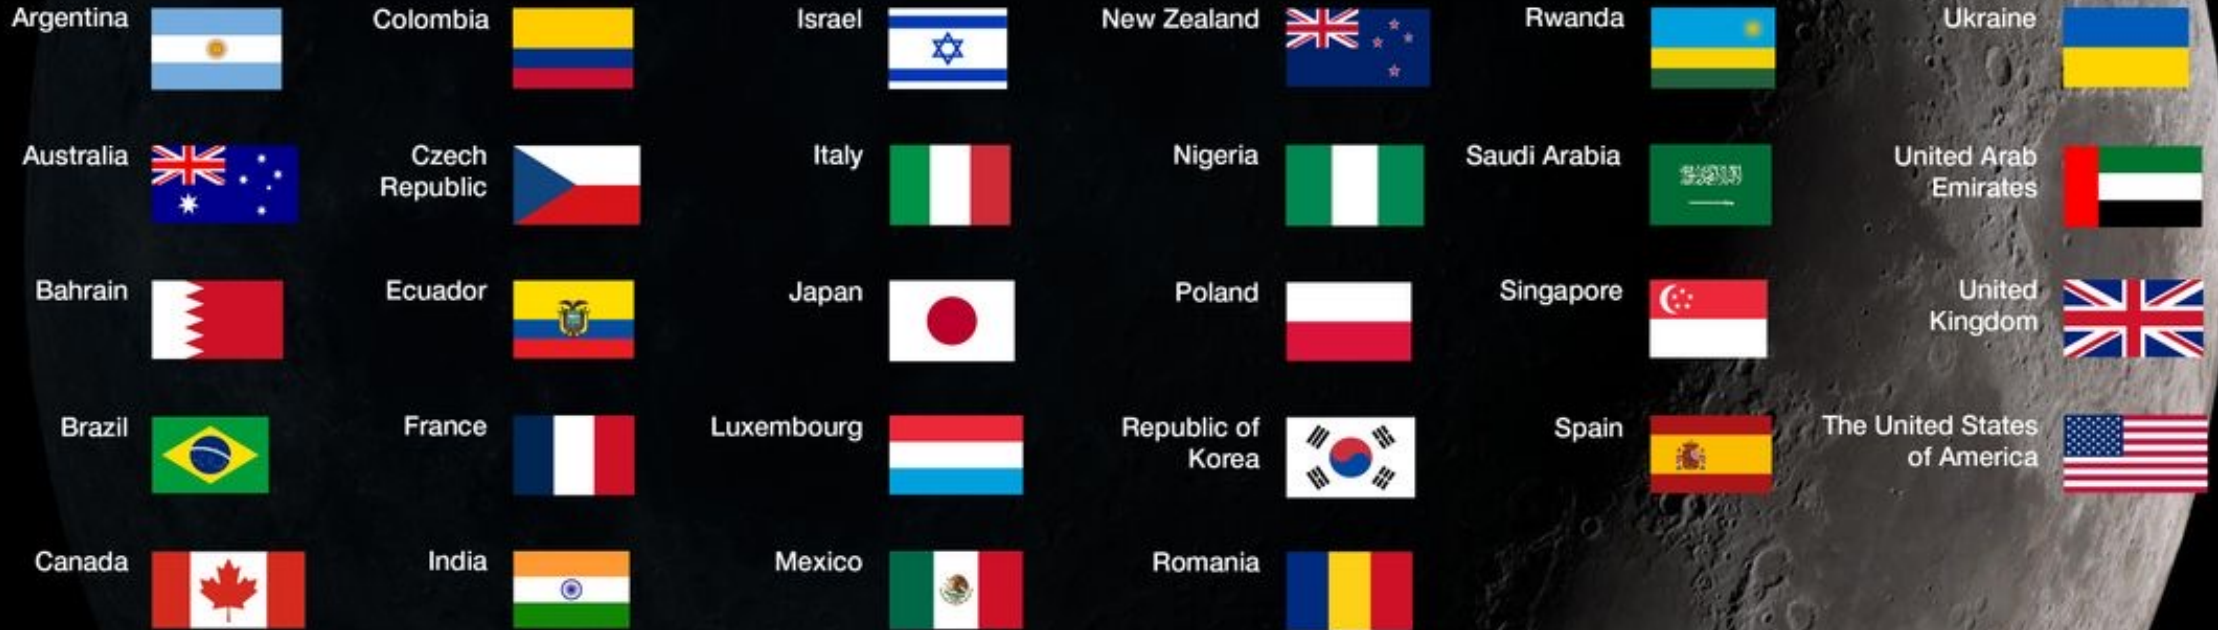 Argentina
Australia
Bahrain
Brazil
Canada
Colombia
Czech
Republic
Ecuador
France
India
Israel
Italy
Japan
Luxembourg
Mexico
New Zealand
Nigeria
Poland
Republic of
Korea
Romania
Rwanda
Saudi Arabia
Singapore
Spain
Ukraine
United Arab
Emirates
United
Kingdom
The United States
of America